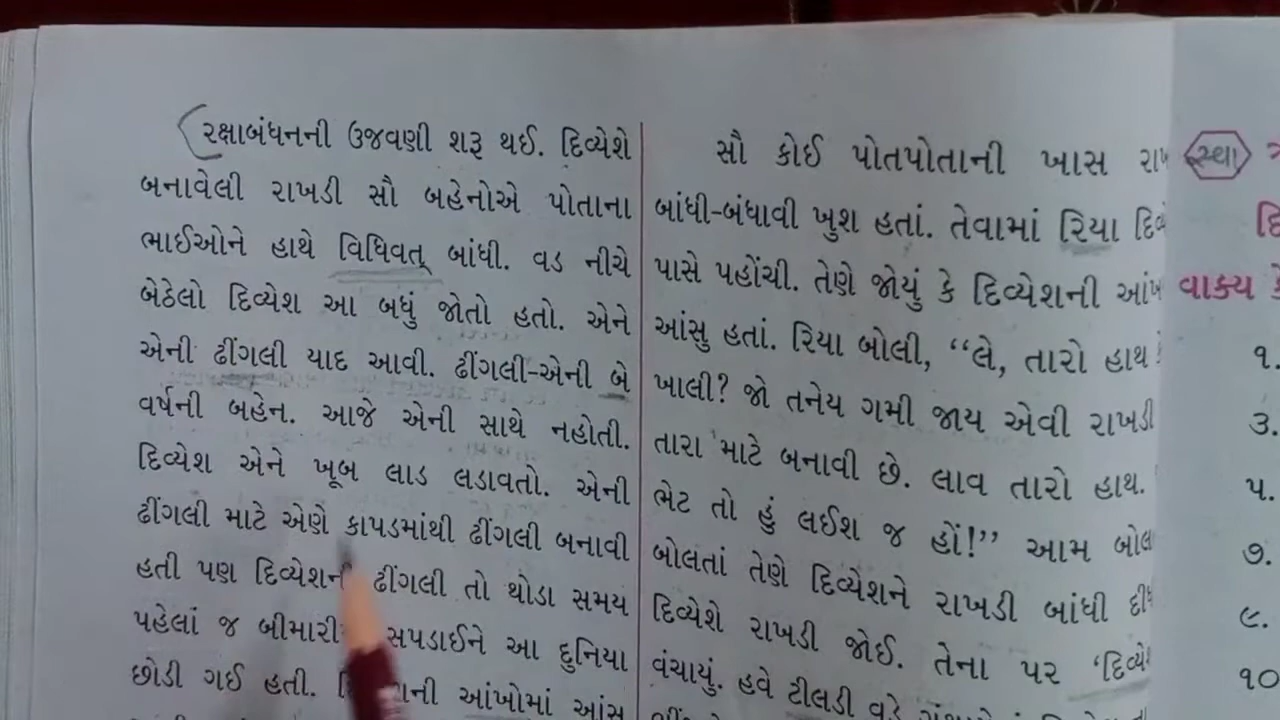 રક્ષાબંધનની ઉજવણી શરૂ થઈ. દિવ્યેશે
બનાવેલી રાખડી સૌ બહેનોએ પોતાના
ભાઈઓને હાથે વિધિવત્ બાંધી. વડ નીચે
બેઠેલો દિવ્યેશ આ બધું જોતો હતો. એને
એની ઢીંગલી યાદ આવી. ઢીંગલી-એની બે
વર્ષની બહેન. આજે એની સાથે નહોતી.
દિવ્યેશ એને ખૂબ લાડ લડાવતો. એની
ઢીંગલી માટે એણે કાપડમાંથી ઢીંગલી બનાવી
હતી પણ દિવ્યેશની ઢીંગલી તો થોડા સમય
પહેલાં જ સપડાઈને આ દુનિયા
છોડી ગઈ હતી. આંખોમાં
સૌ કોઈ પોતપોતાની ખાસ
બાંધી-બંધાવી ખુશ હતાં. તેવામાં રિયા
પાસે પહોંચી. તેણે જોયું કે દિવ્યેશની
આંસુ હતાં. રિયા બોલી, “લે, તારો હાથ
ખાલી? જો તનેય ગમી જાય એવી રાખડી
તારા માટે બનાવી છે. લાવ તારો હાથ.
ભેટ તો હું લઈશ જ હોં!” આમ
બોલતાં તેણે દિવ્યેશને રાખડી બાંધી
દિવ્યેશે રાખડી જોઈ. તેના પર
વંચાયું. હવે ટીલડી વડે
સ્થા
વાક્ય
૧.
૩.
૫.
૭.
૯.
૧૦